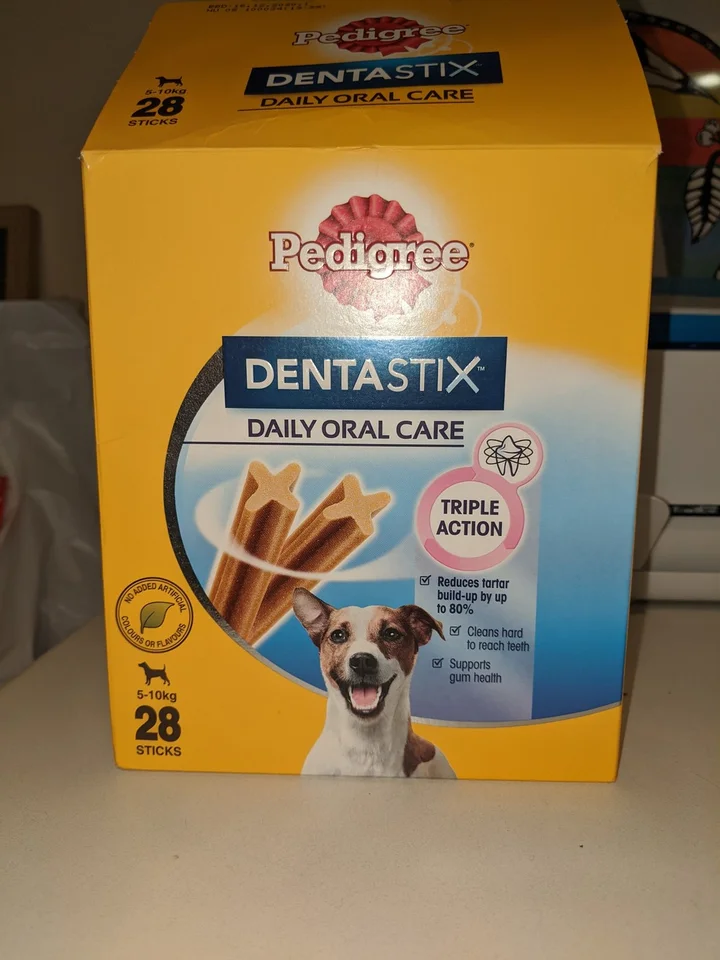 Pedigree
DENTASTIX
DAILY ORAL CARE
5-10kg
28
STICKS
Pedigree
DENTASTIX™
DAILY ORAL CARE
TRIPLE
ACTION
Reduces tartar
build-up by up
to 80%
Cleans hard
to reach teeth
Supports
gum health
NO ADDED ARTIFICIAL
COLOURS OR FLAVOURS
5-10kg
28
STICKS